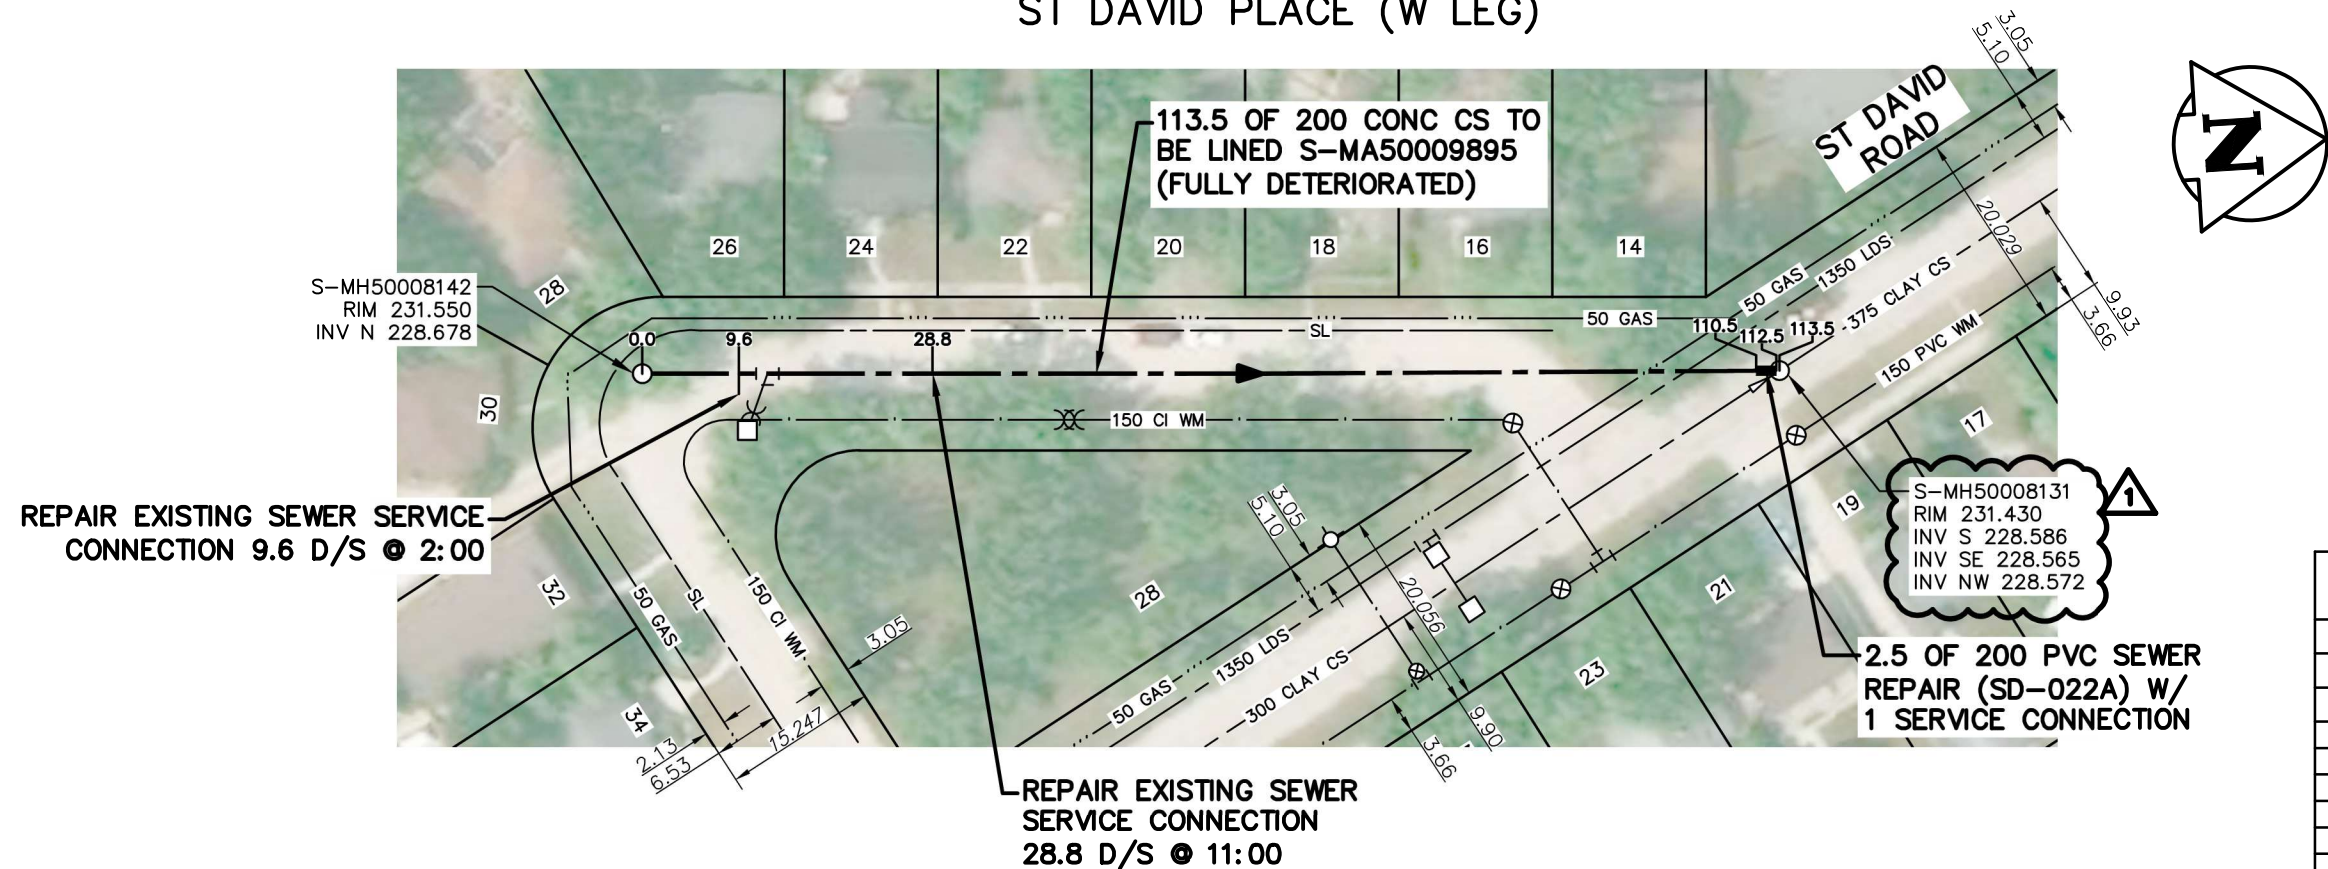 ST DAVID PLACE (W LEG)
3.05
5.10
ST DAVID
ROAD
N
113.5 OF 200 CONC CS TO
BE LINED S-MA50009895
(FULLY DETERIORATED)
26
24
22
20
18
16
14
20.029
S-MH50008142
RIM 231.550
INV N 228.678
28
50 GAS
1350 LDS
375 CLAY CS
9.93
3.66
0.0
9.6
28.8
SL
50 GAS
110.5
112.5
113.5
150 PVC WM
30
150 CI WM
17
REPAIR EXISTING SEWER SERVICE
CONNECTION 9.6 D/S @ 2:00
3.05
5.10
19
S-MH50008131
RIM 231.430
INV S 228.586
INV SE 228.565
INV NW 228.572
1
32
50 GAS
SL
150 CI WM
3.05
28
20.056
21
34
2.13
6.53
15.247
50 GAS
1350 LDS
300 CLAY CS
9.90
3.66
23
2.5 OF 200 PVC SEWER
REPAIR (SD-022A) W/
1 SERVICE CONNECTION
REPAIR EXISTING SEWER
SERVICE CONNECTION
28.8 D/S @ 11:00